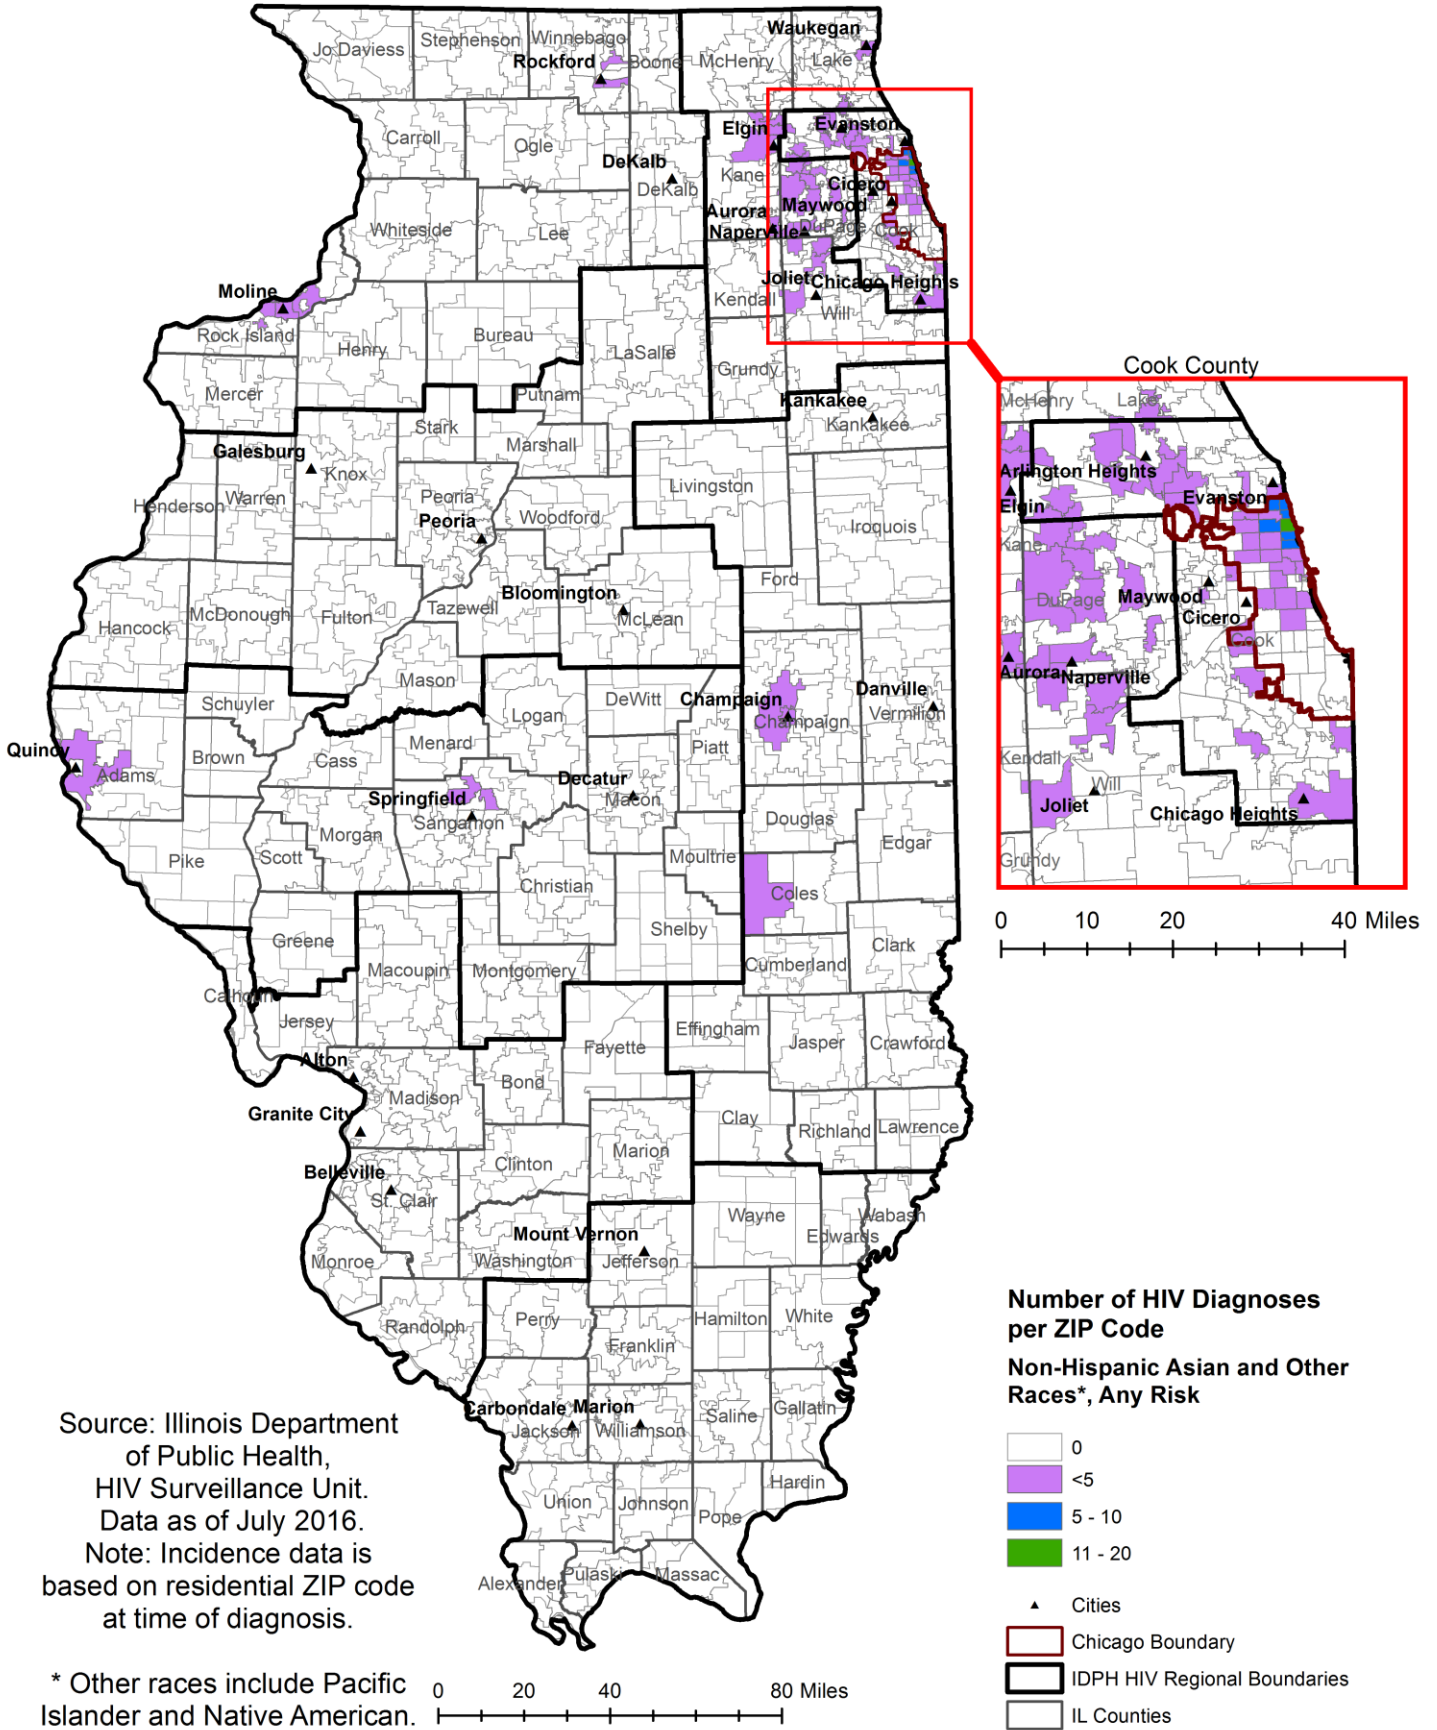 Waukegan
Jo Daviess
Stephenson
Winnebago
Rockford
Boone
McHenry
Lake
Carroll
Ogle
DeKalb
DeKalb
Elgin
Evanston
Kane
Cicero
Maywood
Aurora
Naperville
DuPage
Cook
Whiteside
Lee
Moline
Rock Island
Henry
Bureau
LaSalle
Kendall
Joliet
Chicago Heights
Will
Grundy
Mercer
Putnam
Kankakee
Kankakee
Stark
Marshall
Galesburg
Knox
Henderson
Warren
Peoria
Peoria
Woodford
Livingston
Iroquois
Ford
Bloomington
McLean
Hancock
McDonough
Fulton
Tazewell
Mason
Schuyler
Logan
DeWitt
Champaign
Champaign
Danville
Vermilion
Quincy
Adams
Brown
Cass
Menard
Piatt
Decatur
Macon
Springfield
Sangamon
Morgan
Scott
Pike
Douglas
Edgar
Moultrie
Christian
Coles
Shelby
Greene
Macoupin
Montgomery
Clark
Cumberland
Calhoun
Jersey
Effingham
Jasper
Crawford
Fayette
Alton
Madison
Bond
Granite City
Clay
Richland
Lawrence
Marion
Clinton
Belleville
St. Clair
Wayne
Wabash
Edwards
Mount Vernon
Jefferson
Washington
Monroe
Randolph
Perry
Hamilton
White
Franklin
Carbondale
Marion
Jackson
Williamson
Saline
Gallatin
Hardin
Union
Johnson
Pope
Alexander
Pulaski
Massac
Cook County
McHenry
Lake
Arlington Heights
Elgin
Evanston
Kane
DuPage
Maywood
Cicero
Cook
Aurora
Naperville
Kendall
Will
Joliet
Chicago Heights
Grundy
0 10 20 40 Miles
Number of HIV Diagnoses
per ZIP Code
Non-Hispanic Asian and Other
Races*, Any Risk
0
<5
5 - 10
11 - 20
Cities
Chicago Boundary
IDPH HIV Regional Boundaries
IL Counties
Source: Illinois Department
of Public Health,
HIV Surveillance Unit.
Data as of July 2016.
Note: Incidence data is
based on residential ZIP code
at time of diagnosis.
* Other races include Pacific
Islander and Native American.
0 20 40 80 Miles